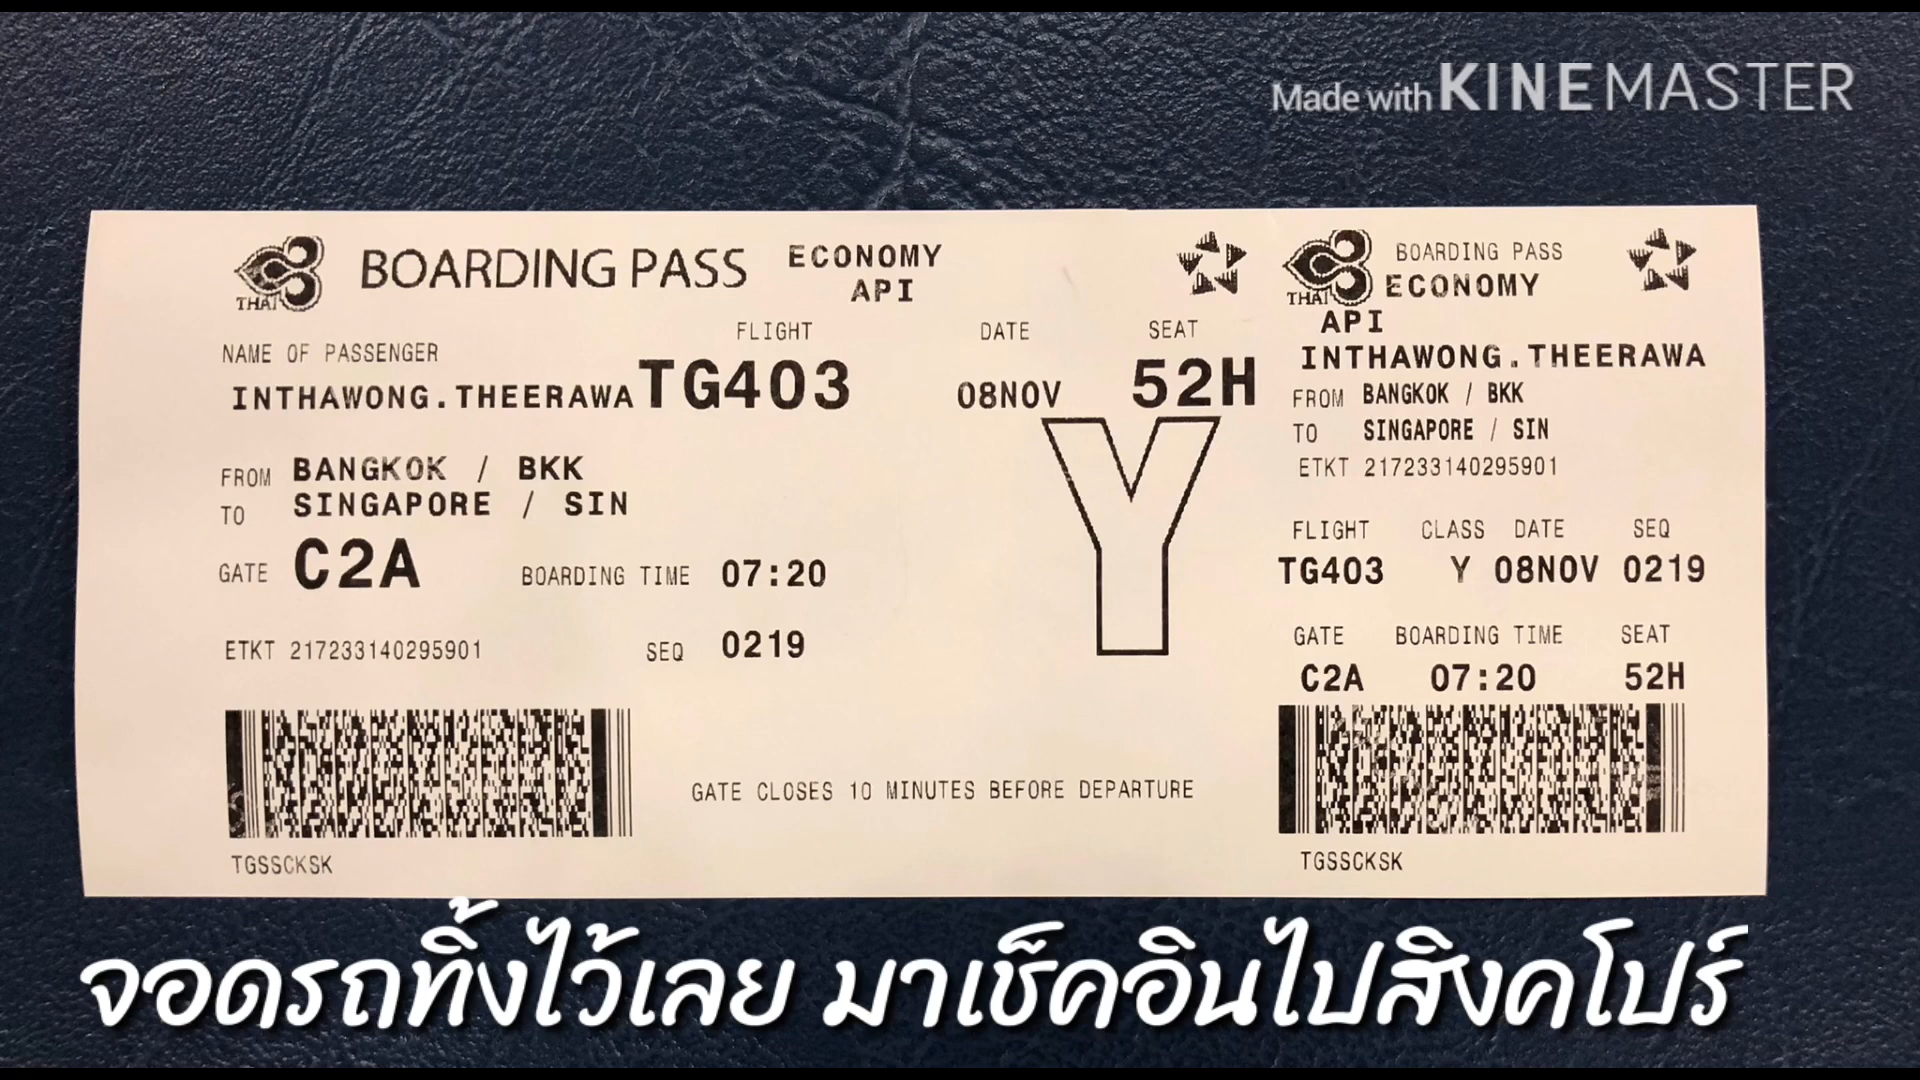 Made with KINEMASTER
THAI BOARDING PASS ECONOMY
API
NAME OF PASSENGER FLIGHT DATE SEAT
INTHAWONG.THEERAWA TG403 08NOV 52H
Y
FROM BANGKOK / BKK
TO SINGAPORE / SIN
GATE C2A BOARDING TIME 07:20
ETKT 217233140295901 SEQ 0219
GATE CLOSES 10 MINUTES BEFORE DEPARTURE
TGSSCKSK
THAI BOARDING PASS
ECONOMY
API
INTHAWONG.THEERAWA
FROM BANGKOK / BKK
TO SINGAPORE / SIN
ETKT 217233140295901
FLIGHT CLASS DATE SEQ
TG403 Y 08NOV 0219
GATE BOARDING TIME SEAT
C2A 07:20 52H
TGSSCKSK
จอดรถทิ้งไว้เลย มาเช็คอินไปสิงคโปร์